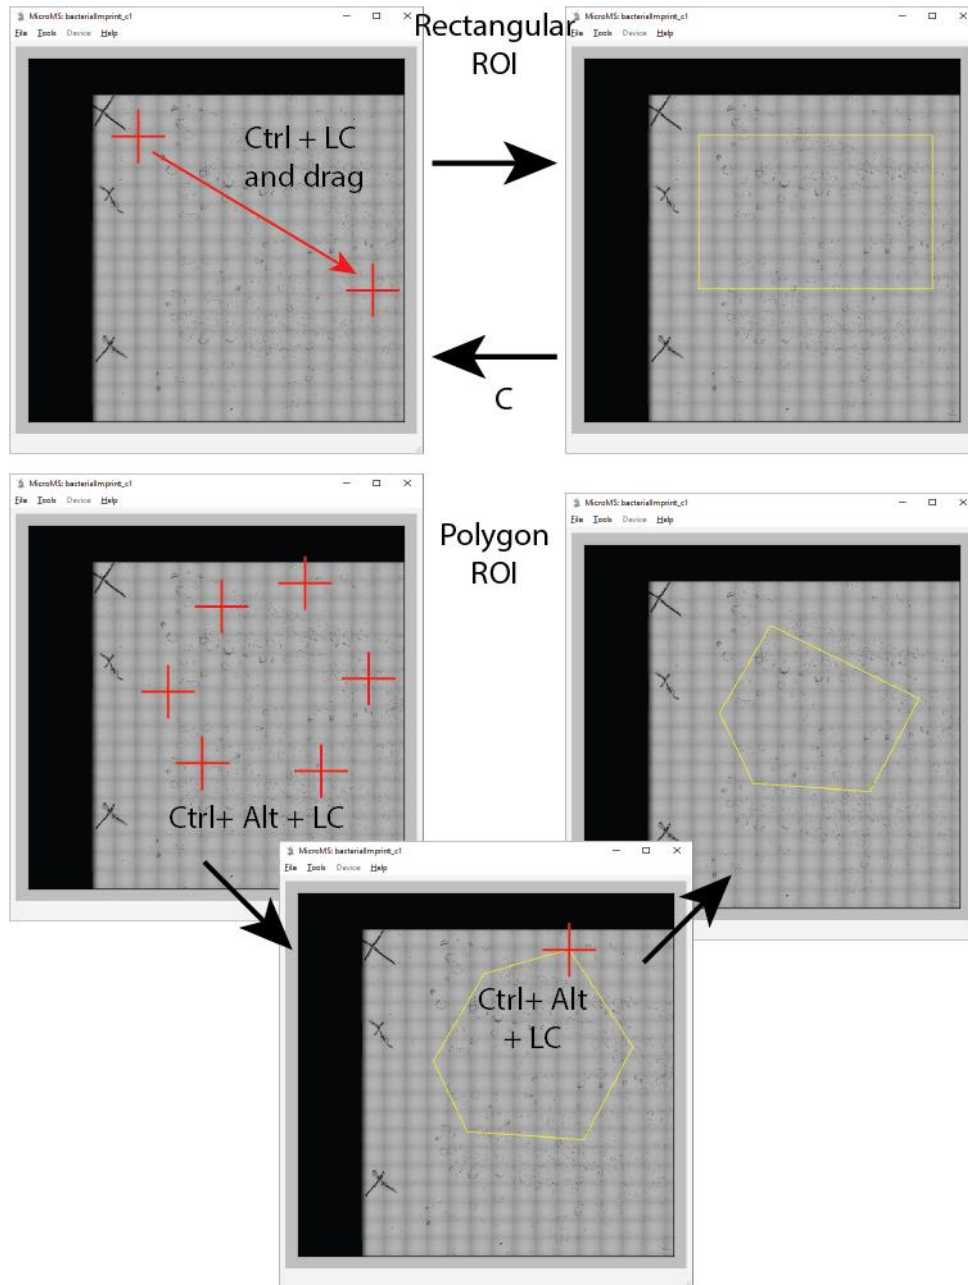 MicroMS: bacterialImprint_c1
File Tools Device Help
Rectangular
ROI
MicroMS: bacterialImprint_c1
File Tools Device Help
Ctrl + LC
and drag
C
MicroMS: bacterialImprint_c1
File Tools Device Help
Polygon
ROI
MicroMS: bacterialImprint_c1
File Tools Device Help
Ctrl+ Alt + LC
MicroMS: bacterialImprint_c1
File Tools Device Help
Ctrl+ Alt
+ LC